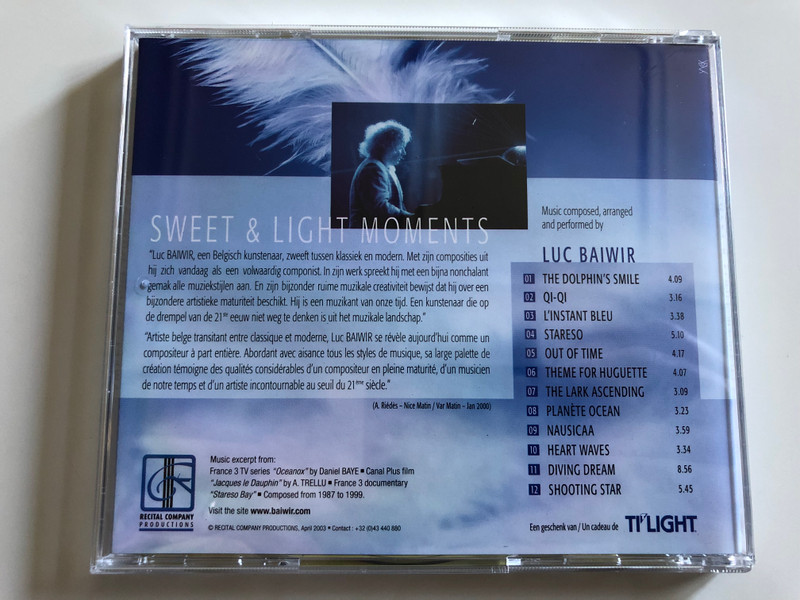 SWEET & LIGHT MOMENTS
"Luc BAIWIR, een Belgisch kunstenaar, zweeft tussen klassiek en modern. Met zijn composities uit
hij zich vandaag als een volwaardig componist. In zijn werk spreekt hij met een bijna nonchalant
gemak alle muziekstijlen aan. En zijn bijzonder ruime muzikale creativiteit bewijst dat hij over een
bijzondere artistieke maturiteit beschikt. Hij is een muzikant van onze tijd. Een kunstenaar die op
de drempel van de 21ste eeuw niet weg te denken is uit het muzikale landschap."
"Artiste belge transitant entre classique et moderne, Luc BAIWIR se révèle aujourd'hui comme un
compositeur à part entière. Abordant avec aisance tous les styles de musique, sa large palette de
création témoigne des qualités considérables d'un compositeur en pleine maturité, d'un musicien
de notre temps et d'un artiste incontournable au seuil du 21ème siècle."
(A. Riédès – Nice Matin / Var Matin – Jan 2000)
Music composed, arranged
and performed by
LUC BAIWIR
01 THE DOLPHIN'S SMILE 4.09
02 QI-QI 3.16
03 L'INSTANT BLEU 3.38
04 STARESO 5.10
05 OUT OF TIME 4.17
06 THEME FOR HUGUETTE 4.07
07 THE LARK ASCENDING 3.09
08 PLANÈTE OCEAN 3.23
09 NAUSICAA 3.59
10 HEART WAVES 3.34
11 DIVING DREAM 8.56
12 SHOOTING STAR 5.45
RECITAL COMPANY
PRODUCTIONS
Music excerpt from:
France 3 TV series "Oceanox" by Daniel BAYE ■ Canal Plus film
"Jacques le Dauphin" by A. TRELLU ■ France 3 documentary
"Stareso Bay" ■ Composed from 1987 to 1999.
Visit the site www.baiwir.com
© RECITAL COMPANY PRODUCTIONS, April 2003 ■ Contact : +32 (0)43 440 880
Een geschenk van / Un cadeau de TI'LIGHT